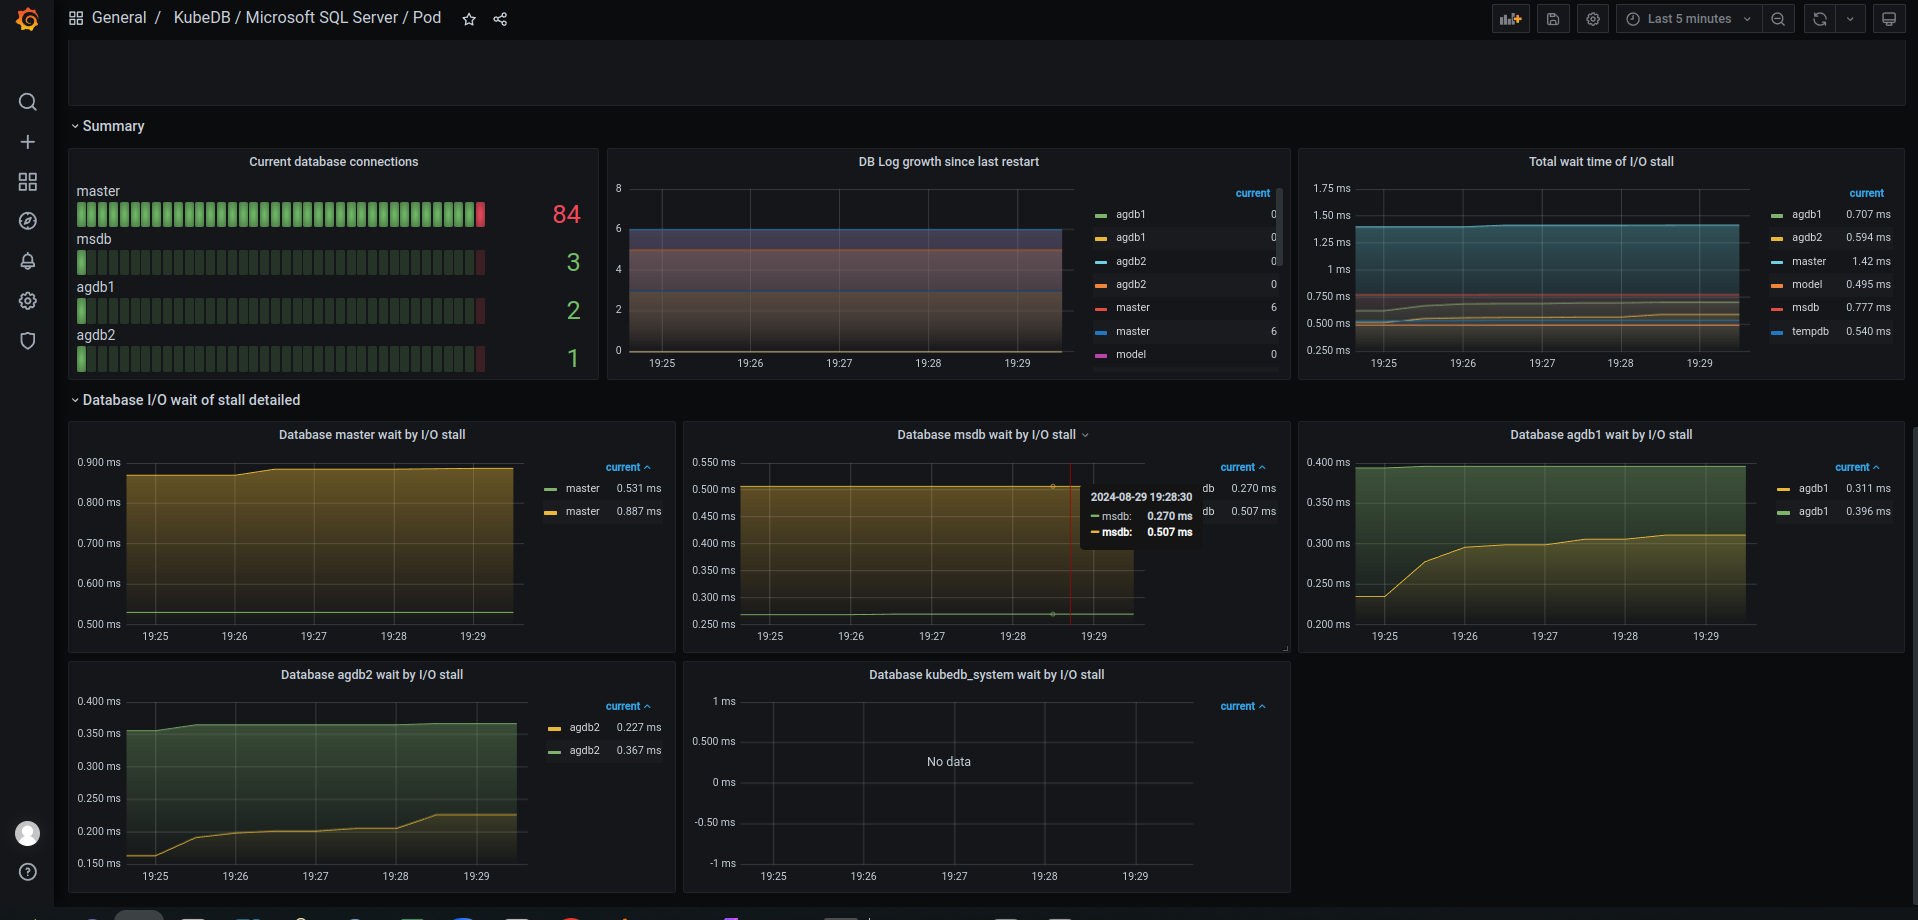 General / KubeDB / Microsoft SQL Server / Pod
Last 5 minutes
Summary
Current database connections
master
84
msdb
3
agdb1
2
agdb2
1
DB Log growth since last restart
8
6
4
2
0
19:25 19:26 19:27 19:28 19:29
current
agdb1 0
agdb1 0
agdb2 0
agdb2 0
master 6
master 6
model 0
Total wait time of I/O stall
1.75 ms
1.50 ms
1.25 ms
1 ms
0.750 ms
0.500 ms
0.250 ms
19:25 19:26 19:27 19:28 19:29
current
agdb1 0.707 ms
agdb2 0.594 ms
master 1.42 ms
model 0.495 ms
msdb 0.777 ms
tempdb 0.540 ms
Database I/O wait of stall detailed
Database master wait by I/O stall
0.900 ms
0.800 ms
0.700 ms
0.600 ms
0.500 ms
19:25 19:26 19:27 19:28 19:29
current
master 0.531 ms
master 0.887 ms
Database msdb wait by I/O stall
0.550 ms
0.500 ms
0.450 ms
0.400 ms
0.350 ms
0.300 ms
0.250 ms
19:25 19:26 19:27 19:28 19:29
2024-08-29 19:28:30
msdb: 0.270 ms
msdb: 0.507 ms
current
db 0.270 ms
db 0.507 ms
Database agdb1 wait by I/O stall
0.400 ms
0.350 ms
0.300 ms
0.250 ms
0.200 ms
19:25 19:26 19:27 19:28 19:29
current
agdb1 0.311 ms
agdb1 0.396 ms
Database agdb2 wait by I/O stall
0.400 ms
0.350 ms
0.300 ms
0.250 ms
0.200 ms
0.150 ms
19:25 19:26 19:27 19:28 19:29
current
agdb2 0.227 ms
agdb2 0.367 ms
Database kubedb_system wait by I/O stall
1 ms
0.500 ms
0 ms
-0.50 ms
-1 ms
No data
19:25 19:26 19:27 19:28 19:29
current